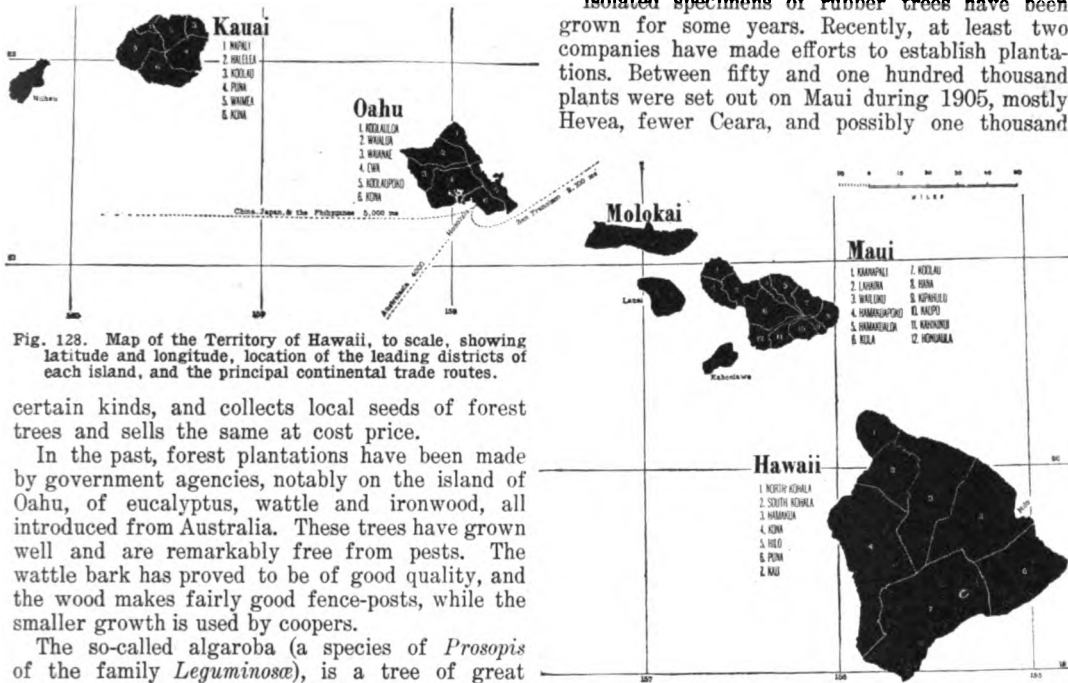 Kauai
1 NAPALI
2. HALELEA
3. KOOLAU
4. PUNA
5. WAIMEA
6. KONA
Niihau
Oahu
1. KOOLAULOA
2. WAIALUA
3. WAIANAE
4. EWA
5. KOOLAUPOKO
6. KONA
China, Japan, & the Philippines 5,000 ms
Honolulu
San Francisco 2,100 ms
Australasia 4000
160
159
158
Fig. 128. Map of the Territory of Hawaii, to scale, showing
latitude and longitude, location of the leading districts of
each island, and the principal continental trade routes.
certain kinds, and collects local seeds of forest
trees and sells the same at cost price.
In the past, forest plantations have been made
by government agencies, notably on the island of
Oahu, of eucalyptus, wattle and ironwood, all
introduced from Australia. These trees have grown
well and are remarkably free from pests. The
wattle bark has proved to be of good quality, and
the wood makes fairly good fence-posts, while the
smaller growth is used by coopers.
The so-called algaroba (a species of Prosopis
of the family Leguminosæ), is a tree of great
Isolated specimens of rubber trees have been
grown for some years. Recently, at least two
companies have made efforts to establish planta-
tions. Between fifty and one hundred thousand
plants were set out on Maui during 1905, mostly
Hevea, fewer Ceara, and possibly one thousand
MILES
Molokai
Lanai
Maui
1. KAANAPALI 7. KOOLAU
2. LAHAINA 8. HANA
3. WAILUKU 9. KIPAHULU
4. HAMAKUAPOKO 10. KAUPO
5. HAMAKUALOA 11. KAHIKINUI
6. KULA 12. HONUAULA
Kahoolawe
Hawaii
1 NORTH KOHALA
2. SOUTH KOHALA
3. HAMAKUA
4. KONA
5. HILO
6. PUNA
7. KAU
Hilo
157
156
155